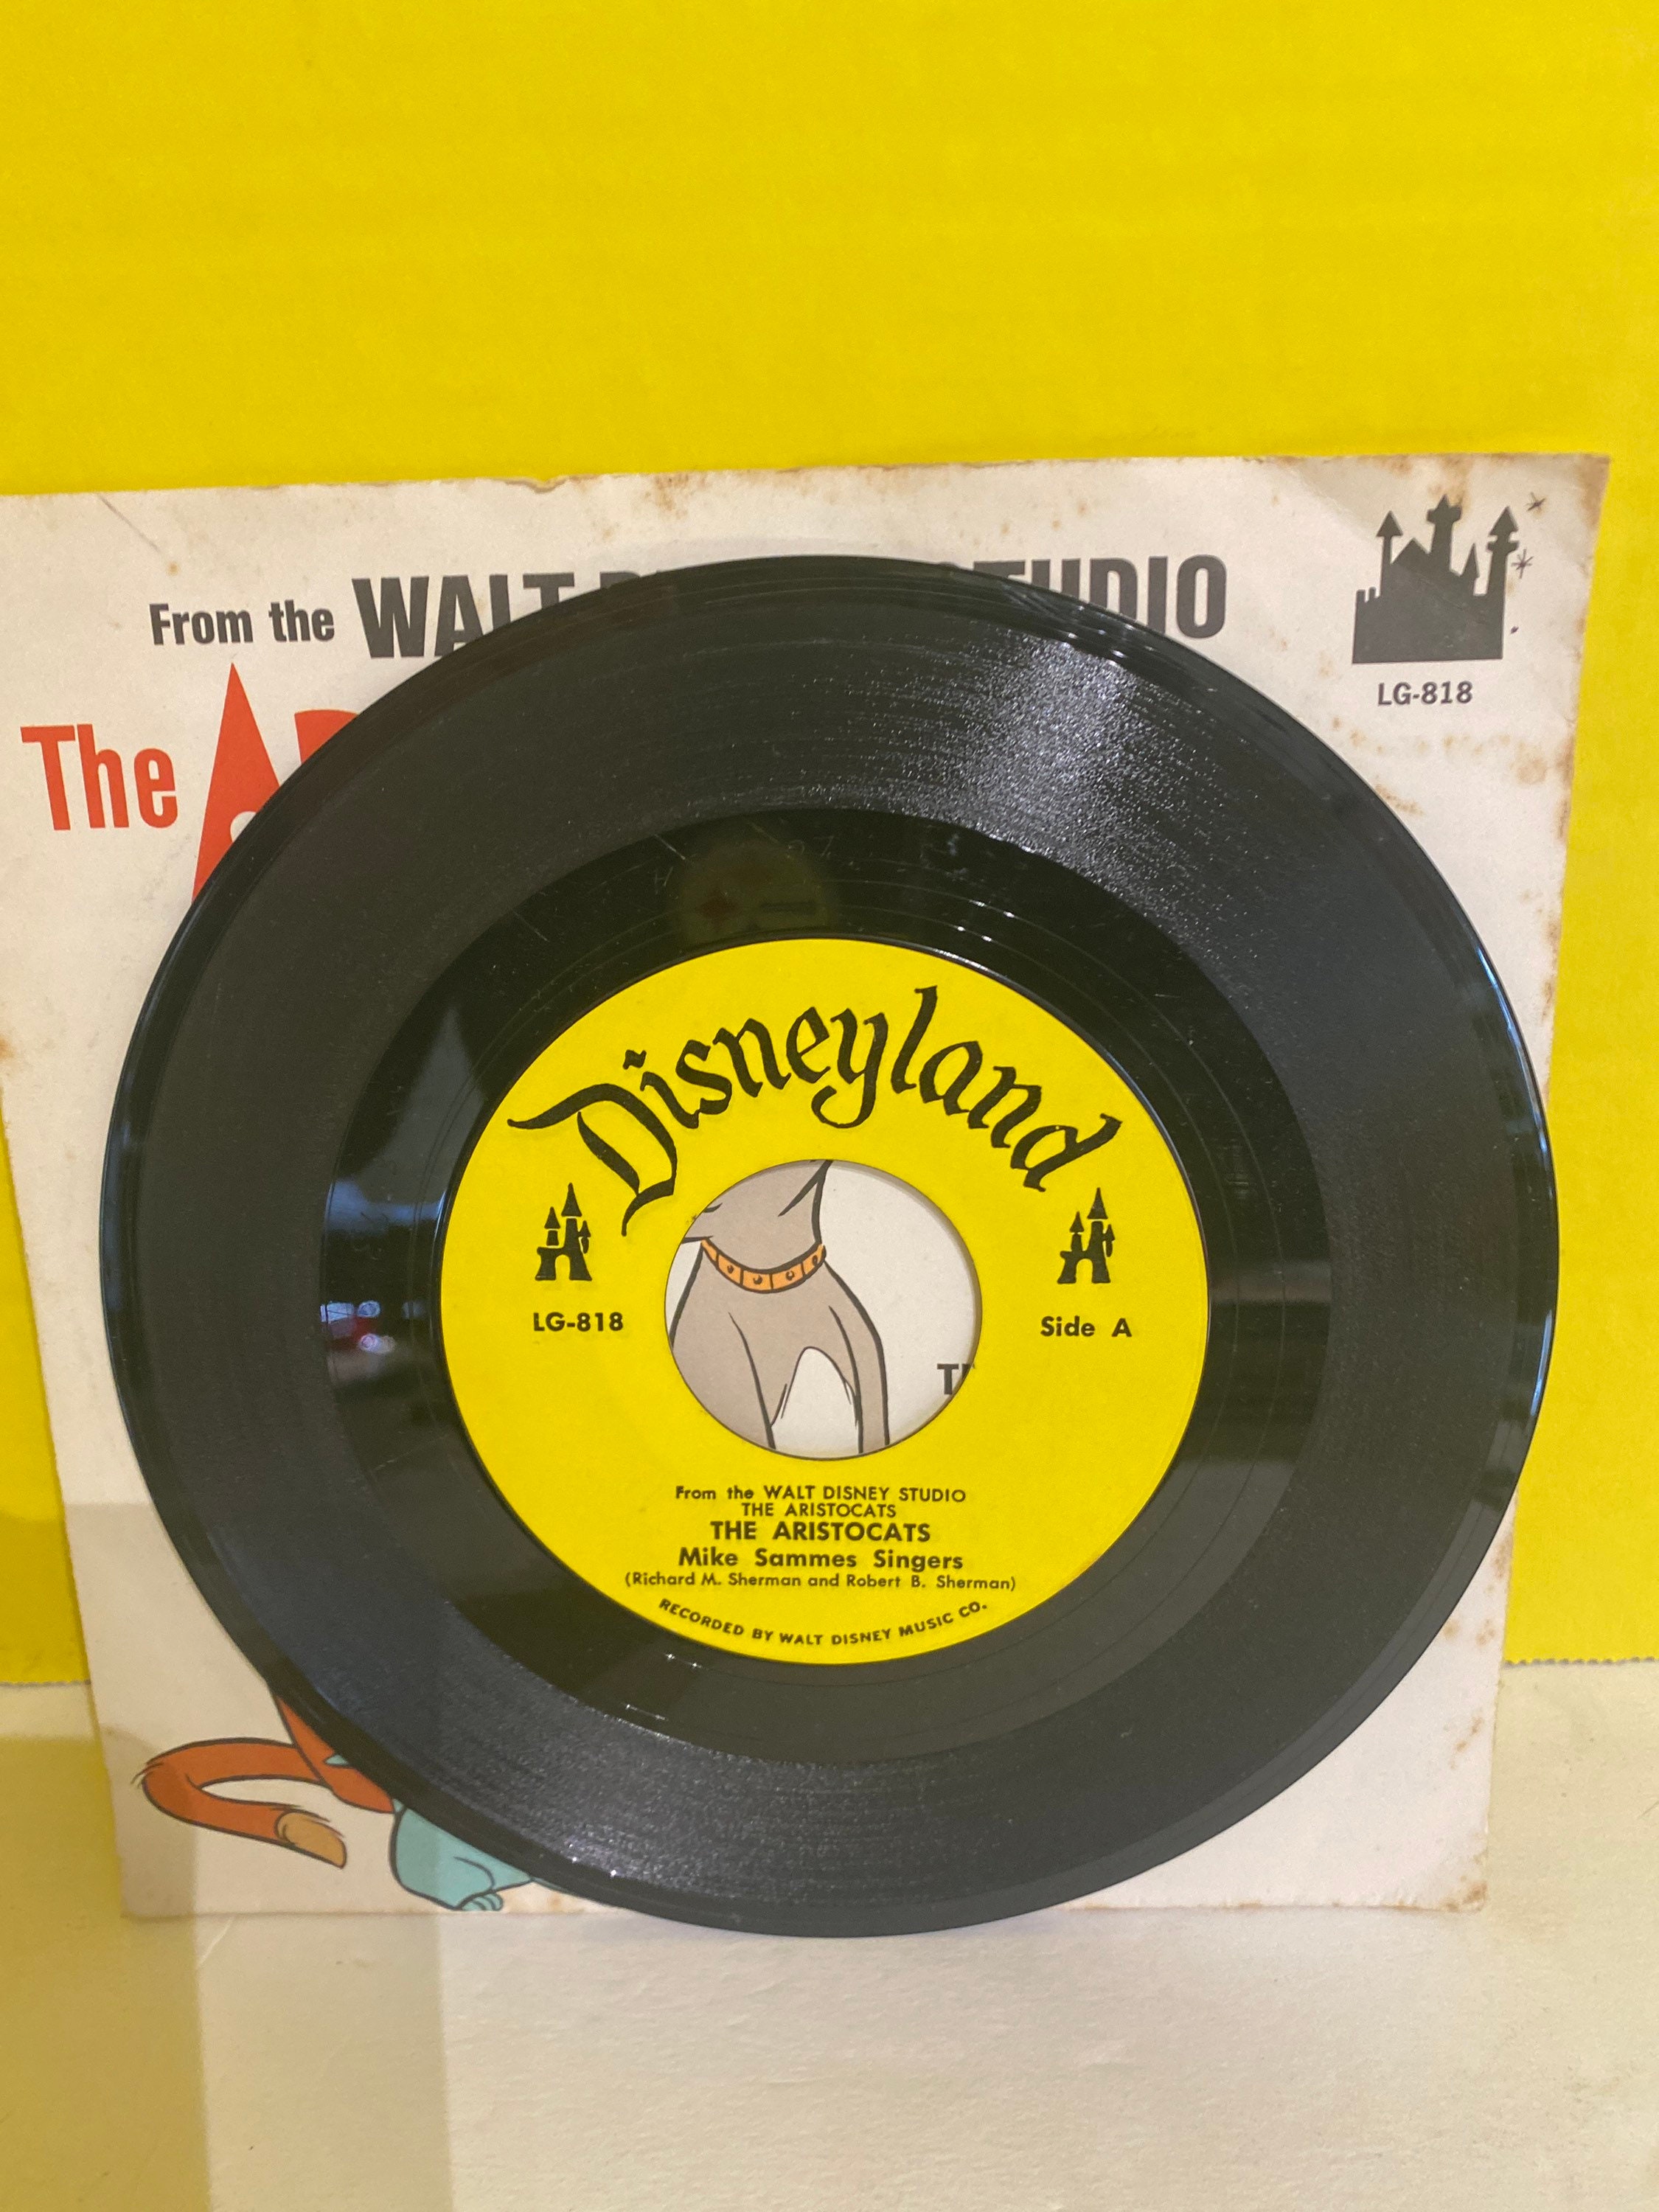 From the WALT STUDIO
LG-818
The
Disneyland
LG-818
Side A
From the WALT DISNEY STUDIO
THE ARISTOCATS
THE ARISTOCATS
Mike Sammes Singers
(Richard M. Sherman and Robert B. Sherman)
RECORDED BY WALT DISNEY MUSIC CO.